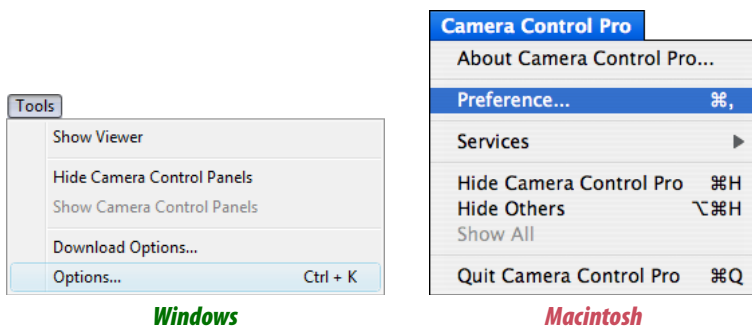 Tools
Show Viewer
Hide Camera Control Panels
Show Camera Control Panels
Download Options...
Options... Ctrl + K
Windows
Camera Control Pro
About Camera Control Pro...
Preference... ⌘,
Services ▶
Hide Camera Control Pro ⌘H
Hide Others ⌥⌘H
Show All
Quit Camera Control Pro ⌘Q
Macintosh